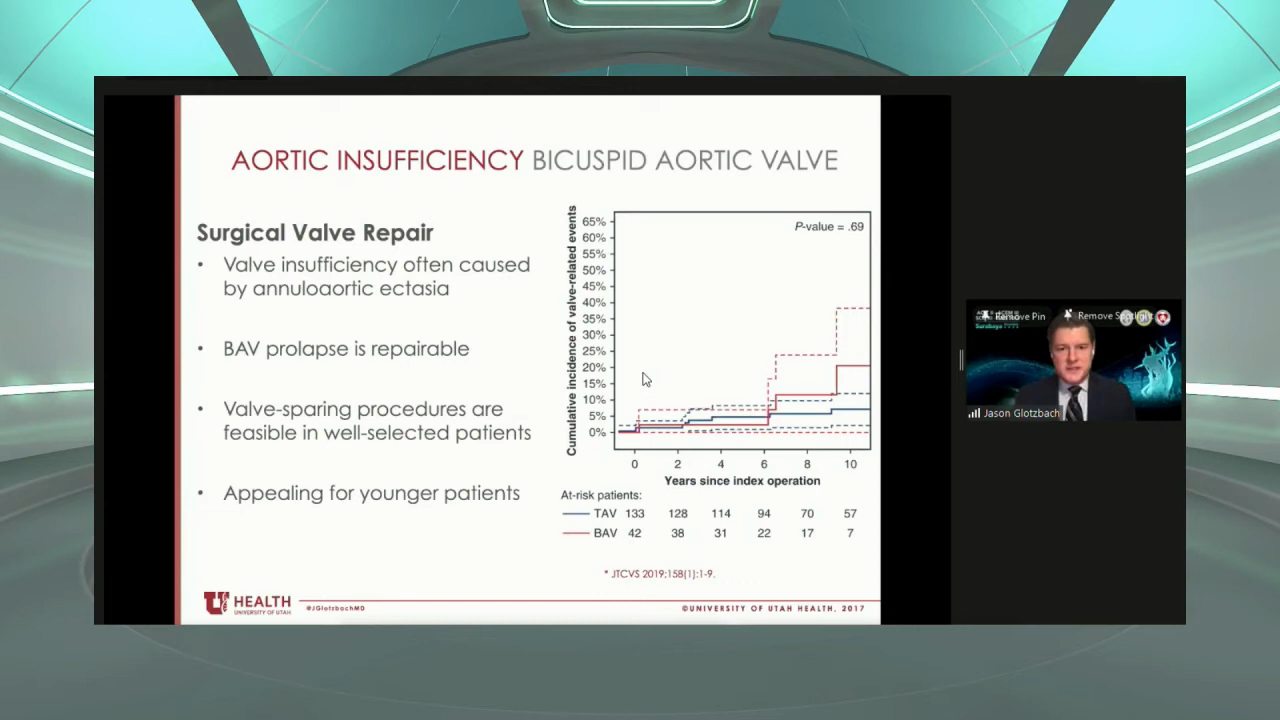 AORTIC INSUFFICIENCY BICUSPID AORTIC VALVE
Surgical Valve Repair
• Valve insufficiency often caused
by annuloaortic ectasia
• BAV prolapse is repairable
• Valve-sparing procedures are
feasible in well-selected patients
• Appealing for younger patients
Cumulative incidence of valve-related events
65%
60%
55%
50%
45%
40%
35%
30%
25%
20%
15%
10%
5%
0%
P-value = .69
0 2 4 6 8 10
Years since index operation
At-risk patients:
TAV 133 128 114 94 70 57
BAV 42 38 31 22 17 7
* JTCVS 2019;158(1):1-9.
U HEALTH
UNIVERSITY OF UTAH
@JGlotzbachMD
©UNIVERSITY OF UTAH HEALTH, 2017
Remove Pin
Remove Spotlight
Surabaya
Jason Glotzbach